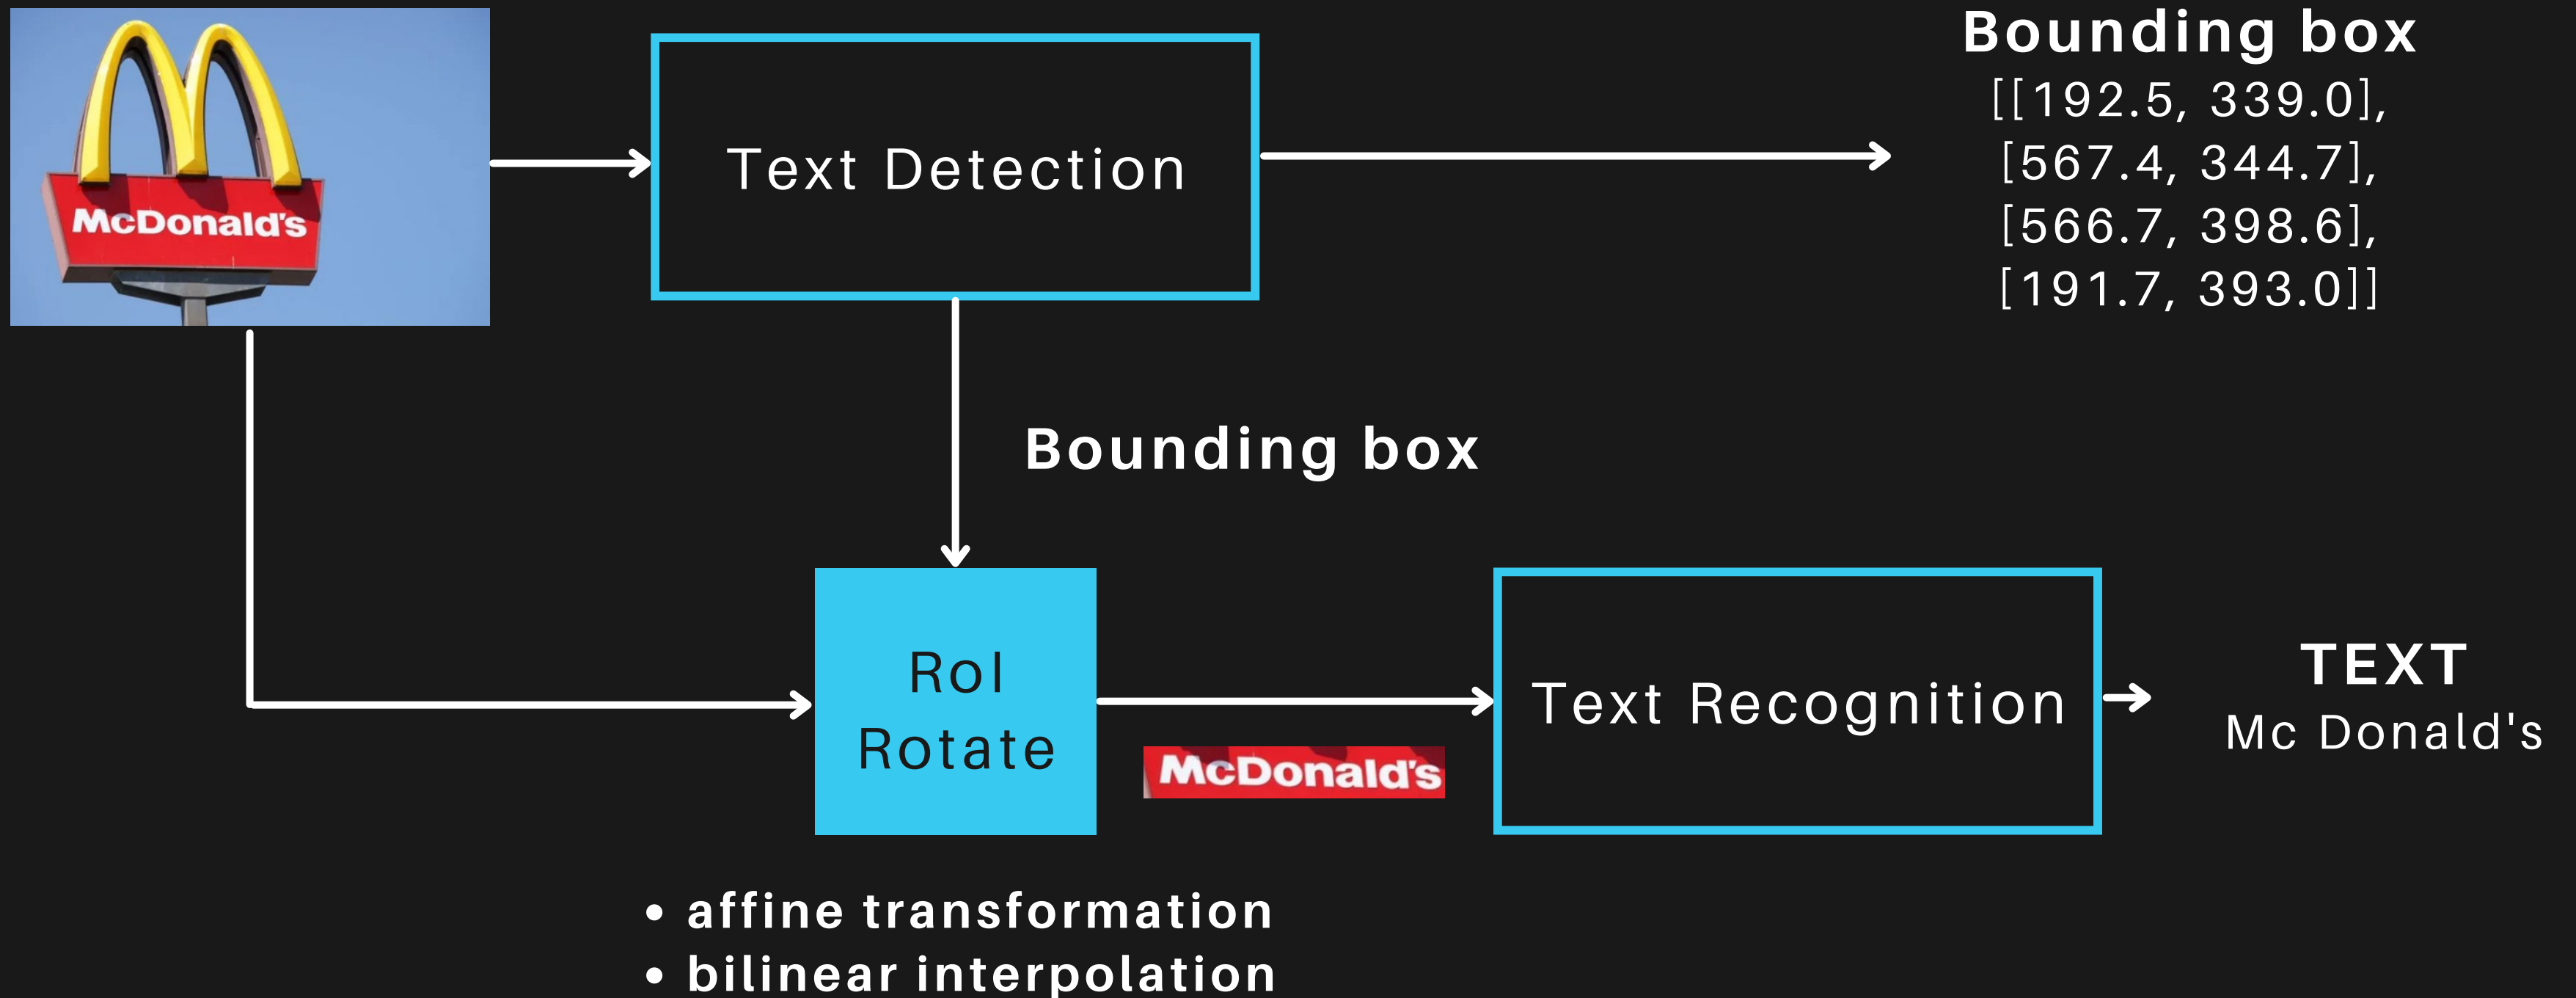 McDonald's
Text Detection
Bounding box
[[192.5, 339.0],
[567.4, 344.7],
[566.7, 398.6],
[191.7, 393.0]]
Bounding box
RoI
Rotate
McDonald's
Text Recognition
TEXT
Mc Donald's
• affine transformation
• bilinear interpolation